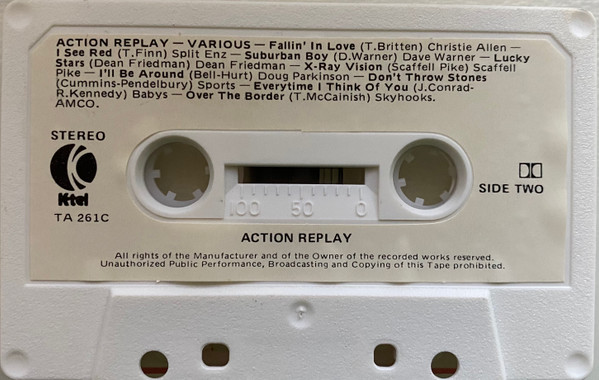 ACTION REPLAY — VARIOUS — Fallin' In Love (T.Britten) Christie Allen —
I See Red (T.Finn) Split Enz — Suburban Boy (D.Warner) Dave Warner — Lucky
Stars (Dean Friedman) Dean Friedman — X-Ray Vision (Scaffell Pike) Scaffell
Pike — I'll Be Around (Bell-Hurt) Doug Parkinson — Don't Throw Stones
(Cummins-Pendelbury) Sports — Everytime I Think Of You (J.Conrad-
R.Kennedy) Babys — Over The Border (T.McCainish) Skyhooks.
AMCO.
STEREO
K-tel
TA 261C
SIDE TWO
100 50 0
ACTION REPLAY
All rights of the Manufacturer and of the Owner of the recorded works reserved.
Unauthorized Public Performance, Broadcasting and Copying of this Tape prohibited.